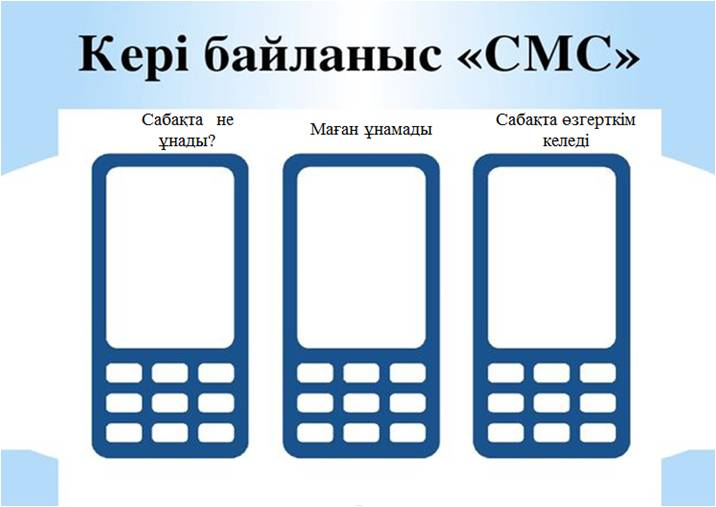 Кері байланыс «СМС»
Сабақта не
ұнады?
Маған ұнамады
Сабақта өзгерткім
келеді